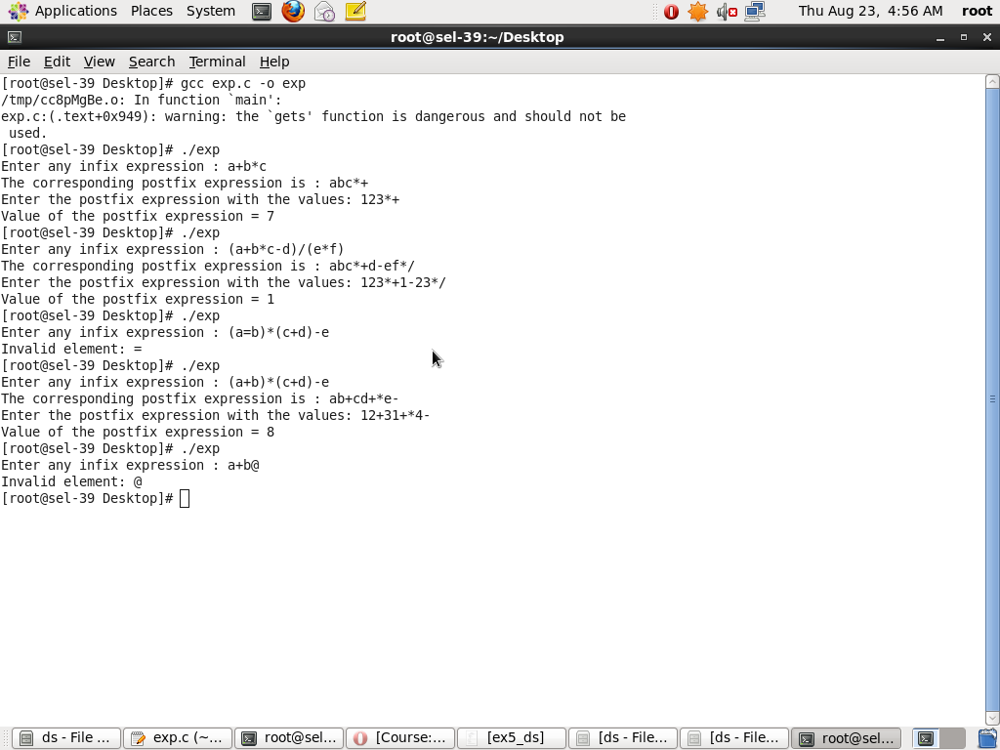 Applications Places System Thu Aug 23, 4:56 AM root
root@sel-39:~/Desktop
File Edit View Search Terminal Help
[root@sel-39 Desktop]# gcc exp.c -o exp
/tmp/cc8pMgBe.o: In function `main':
exp.c:(.text+0x949): warning: the `gets' function is dangerous and should not be
 used.
[root@sel-39 Desktop]# ./exp
Enter any infix expression : a+b*c
The corresponding postfix expression is : abc*+
Enter the postfix expression with the values: 123*+
Value of the postfix expression = 7
[root@sel-39 Desktop]# ./exp
Enter any infix expression : (a+b*c-d)/(e*f)
The corresponding postfix expression is : abc*+d-ef*/
Enter the postfix expression with the values: 123*+1-23*/
Value of the postfix expression = 1
[root@sel-39 Desktop]# ./exp
Enter any infix expression : (a=b)*(c+d)-e
Invalid element: =
[root@sel-39 Desktop]# ./exp
Enter any infix expression : (a+b)*(c+d)-e
The corresponding postfix expression is : ab+cd+*e-
Enter the postfix expression with the values: 12+31+*4-
Value of the postfix expression = 8
[root@sel-39 Desktop]# ./exp
Enter any infix expression : a+b@
Invalid element: @
[root@sel-39 Desktop]#
ds - File ... exp.c (~... root@sel... [Course:... [ex5_ds] [ds - File... [ds - File... root@sel...